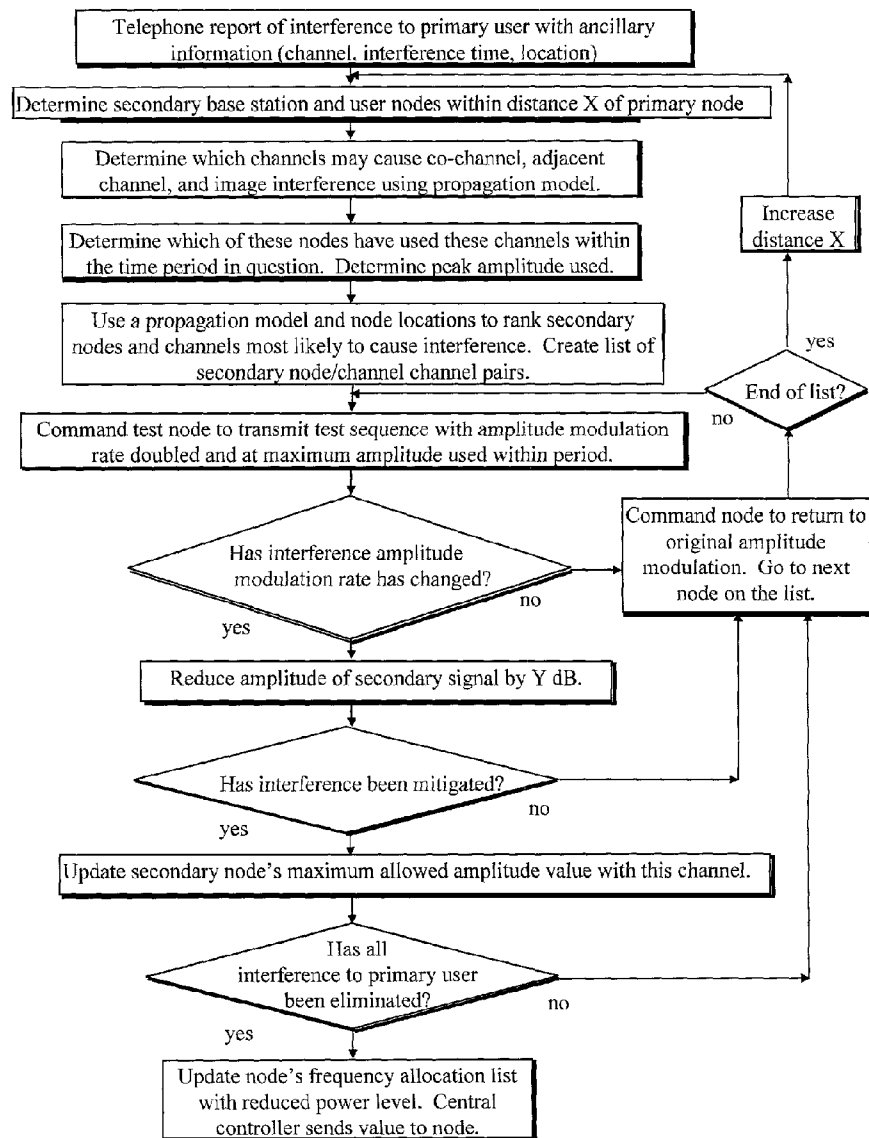 Telephone report of interference to primary user with ancillary
information (channel, interference time, location)
Determine secondary base station and user nodes within distance X of primary node
Determine which channels may cause co-channel, adjacent
channel, and image interference using propagation model.
Increase
distance X
Determine which of these nodes have used these channels within
the time period in question. Determine peak amplitude used.
Use a propagation model and node locations to rank secondary
nodes and channels most likely to cause interference. Create list of
secondary node/channel channel pairs.
yes
End of list?
no
Command test node to transmit test sequence with amplitude modulation
rate doubled and at maximum amplitude used within period.
Command node to return to
original amplitude
modulation. Go to next
node on the list.
Has interference amplitude
modulation rate has changed?
no
yes
Reduce amplitude of secondary signal by Y dB.
Has interference been mitigated?
no
yes
Update secondary node's maximum allowed amplitude value with this channel.
Has all
interference to primary user
been eliminated?
no
yes
Update node's frequency allocation list
with reduced power level. Central
controller sends value to node.